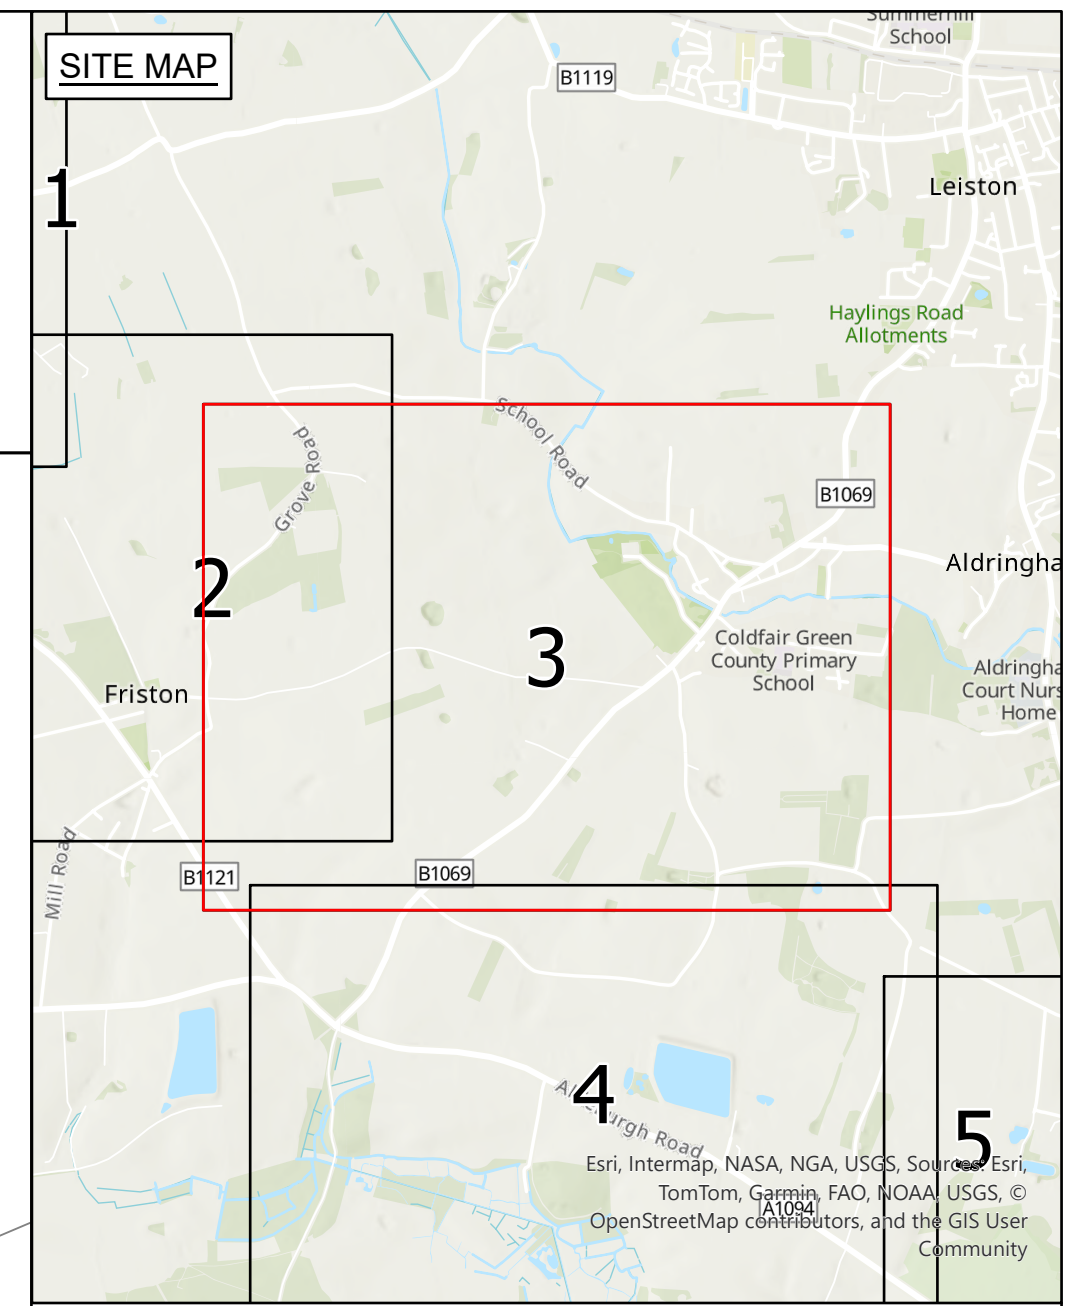 Summerhill
School
SITE MAP
B1119
1
Leiston
Haylings Road
Allotments
School Road
Grove Road
B1069
Aldringha
2
3
Coldfair Green
County Primary
School
Aldringha
Court Nurs
Home
Friston
Mill Road
B1121
B1069
4
Aldeburgh Road
5
Esri, Intermap, NASA, NGA, USGS, Sources: Esri,
TomTom, Garmin, FAO, NOAA, USGS, ©
A1094
OpenStreetMap contributors, and the GIS User
Community